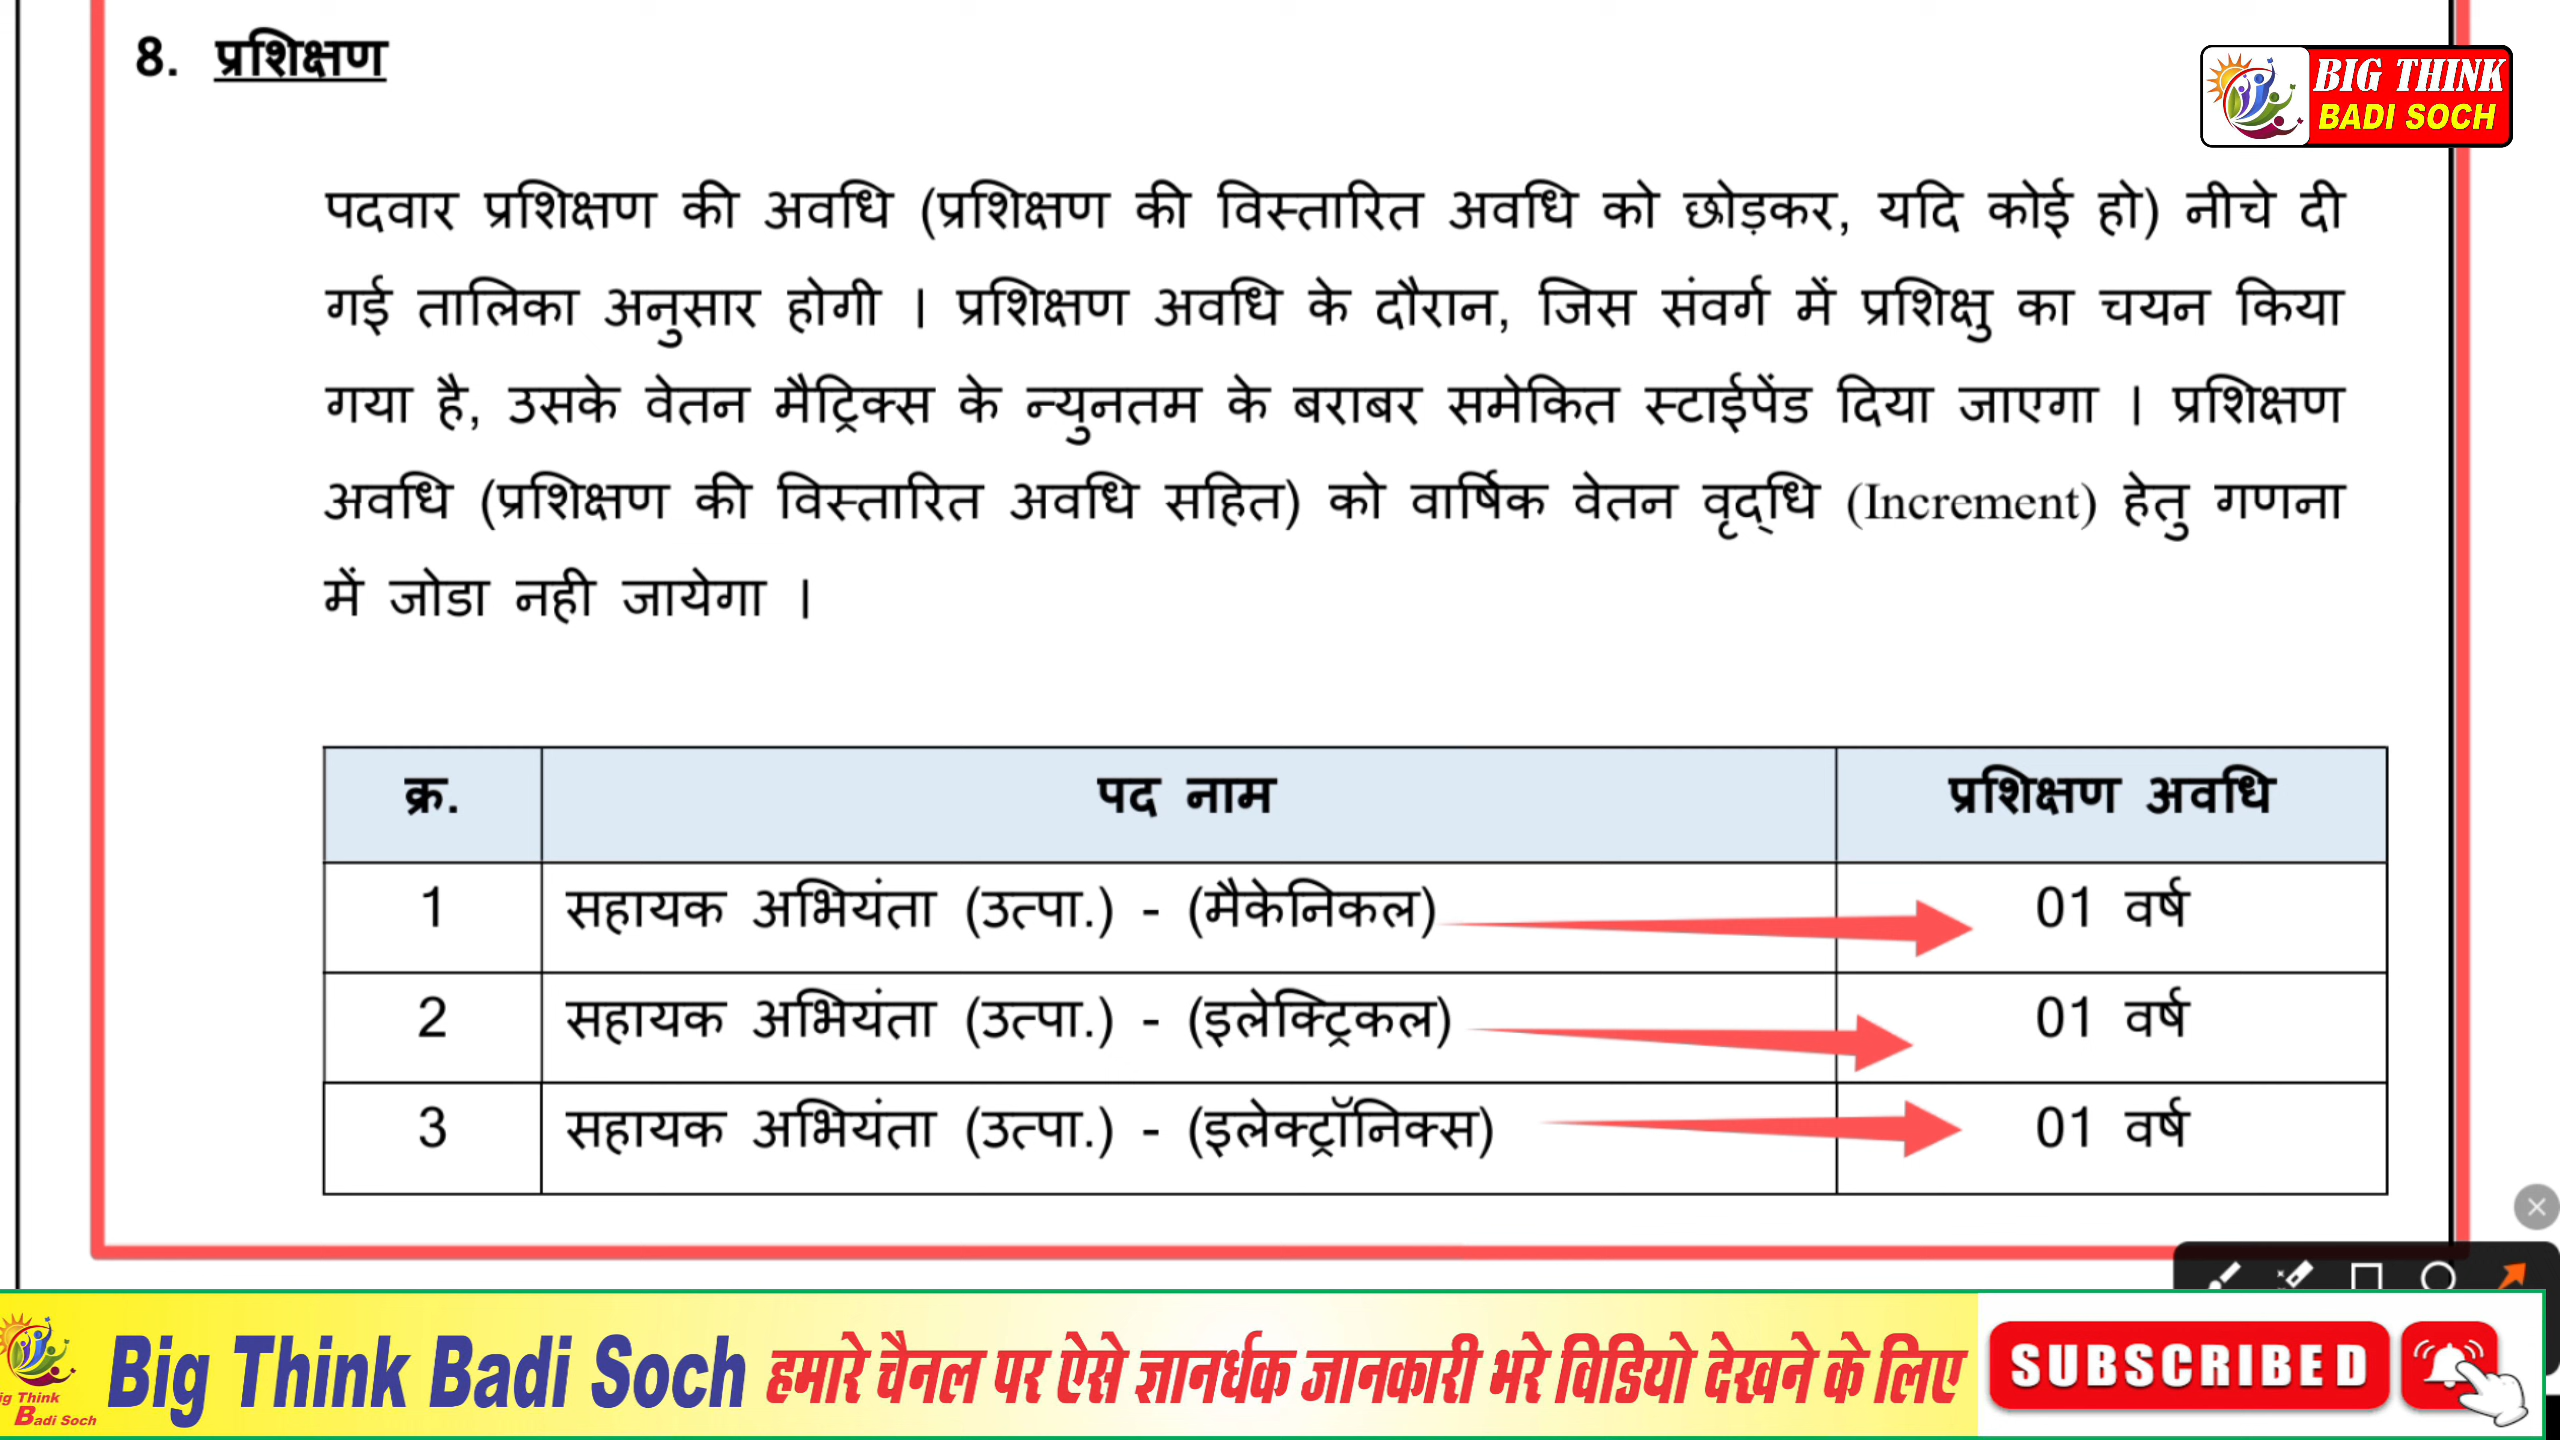 8. प्रशिक्षण
BIG THINK
BADI SOCH
पदवार प्रशिक्षण की अवधि (प्रशिक्षण की विस्तारित अवधि को छोड़कर, यदि कोई हो) नीचे दी
गई तालिका अनुसार होगी । प्रशिक्षण अवधि के दौरान, जिस संवर्ग में प्रशिक्षु का चयन किया
गया है, उसके वेतन मैट्रिक्स के न्युनतम के बराबर समेकित स्टाईपेंड दिया जाएगा । प्रशिक्षण
अवधि (प्रशिक्षण की विस्तारित अवधि सहित) को वार्षिक वेतन वृद्धि (Increment) हेतु गणना
में जोडा नही जायेगा ।
क्र. पद नाम प्रशिक्षण अवधि
1 सहायक अभियंता (उत्पा.) - (मैकेनिकल) 01 वर्ष
2 सहायक अभियंता (उत्पा.) - (इलेक्ट्रिकल) 01 वर्ष
3 सहायक अभियंता (उत्पा.) - (इलेक्ट्रॉनिक्स) 01 वर्ष
ig Think
Badi Soch
Big Think Badi Soch हमारे चैनल पर ऐसे ज्ञानर्धक जानकारी भरे विडियो देखने के लिए
SUBSCRIBED